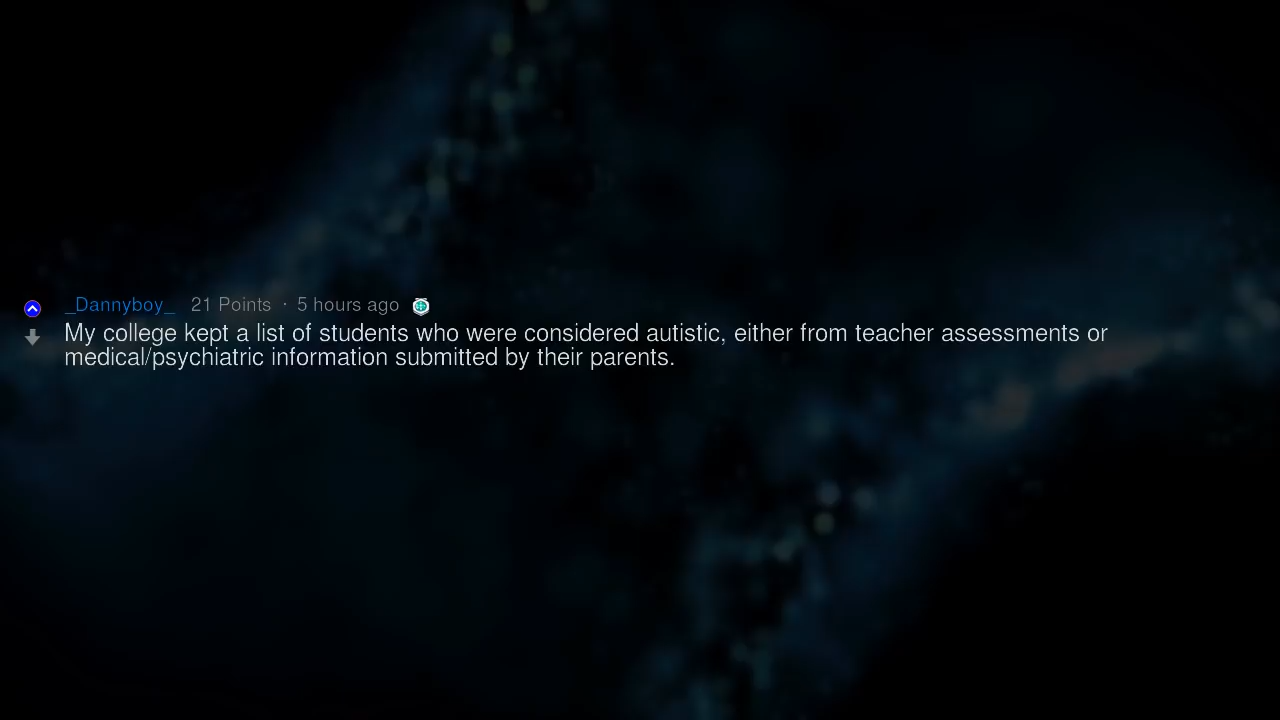 _Dannyboy_ 21 Points · 5 hours ago
My college kept a list of students who were considered autistic, either from teacher assessments or
medical/psychiatric information submitted by their parents.